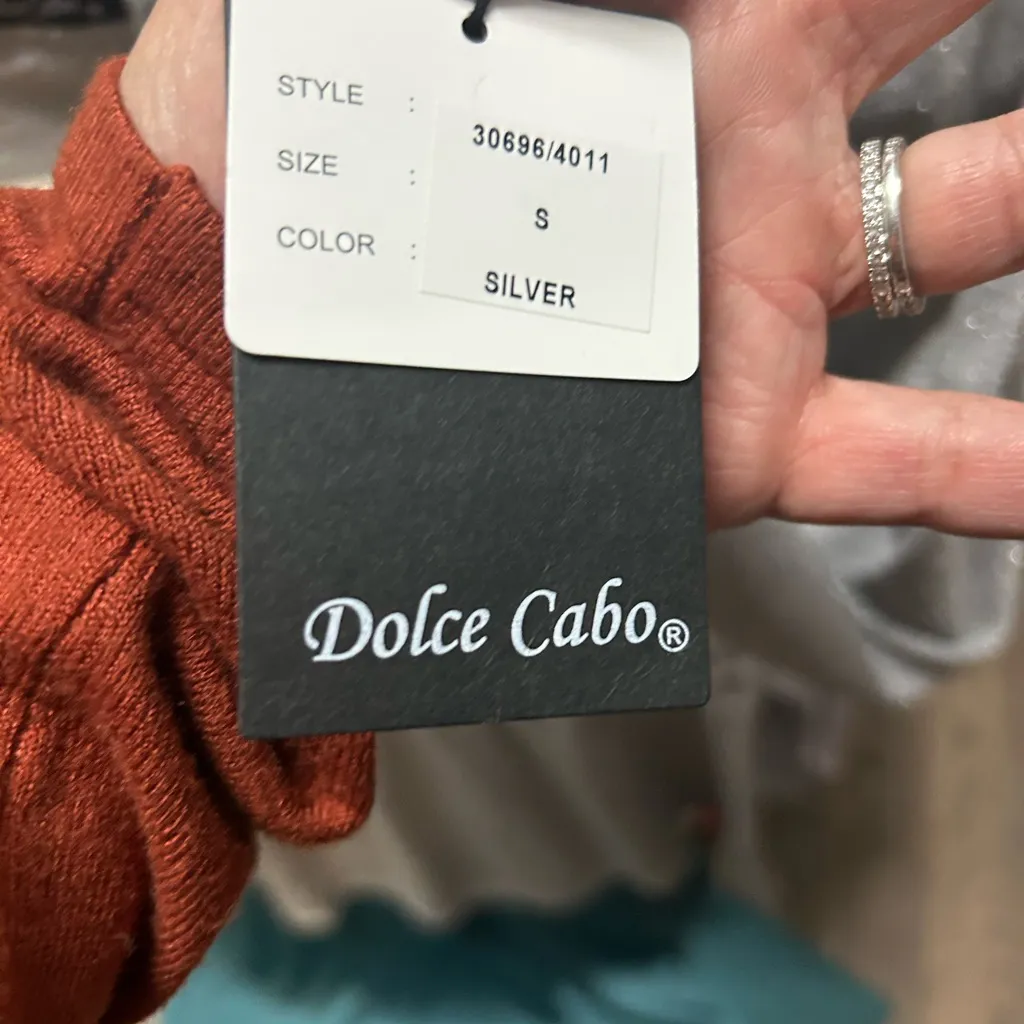 STYLE : 30696/4011
SIZE : S
COLOR : SILVER
Dolce Cabo®